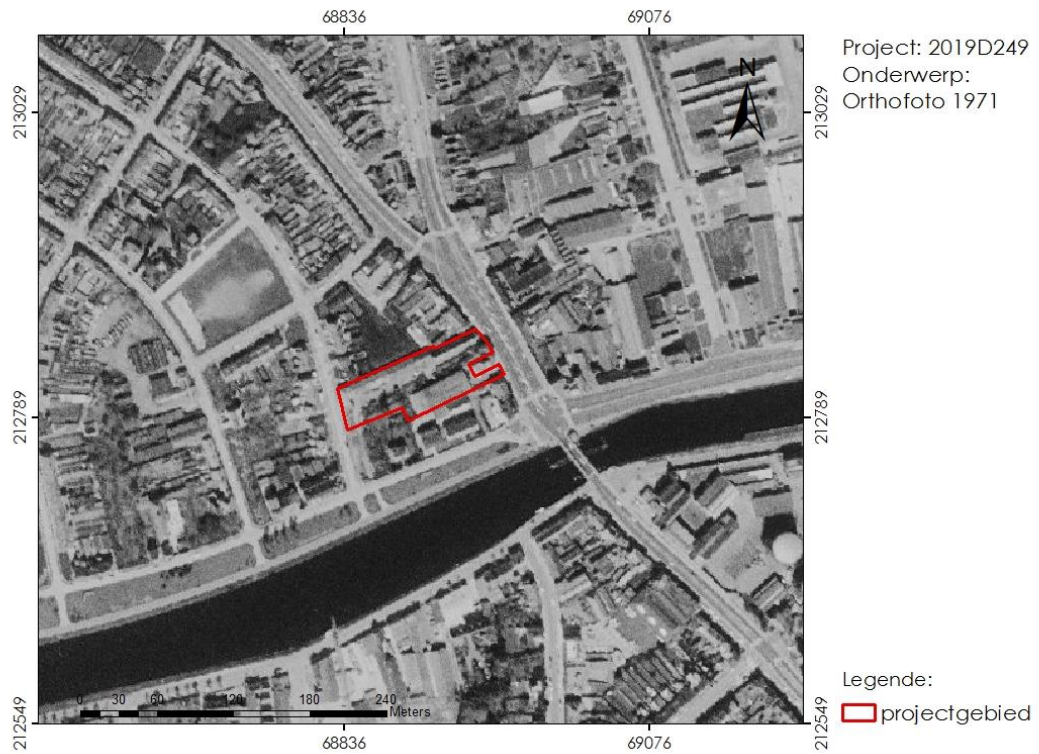 68836 69076
Project: 2019D249
Onderwerp:
Orthofoto 1971
N
213029 213029
212789 212789
0 30 60 120 180 240
Meters
212549 212549
68836 69076
Legende:
projectgebied